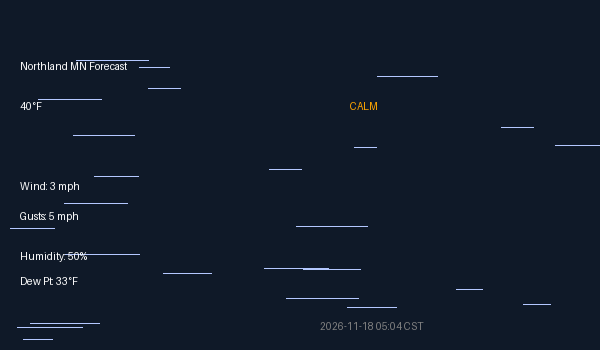 Northland MN Forecast
40°F
CALM
Wind: 3 mph
Gusts: 5 mph
Humidity: 50%
Dew Pt: 33°F
2026-11-18 05:04 CST